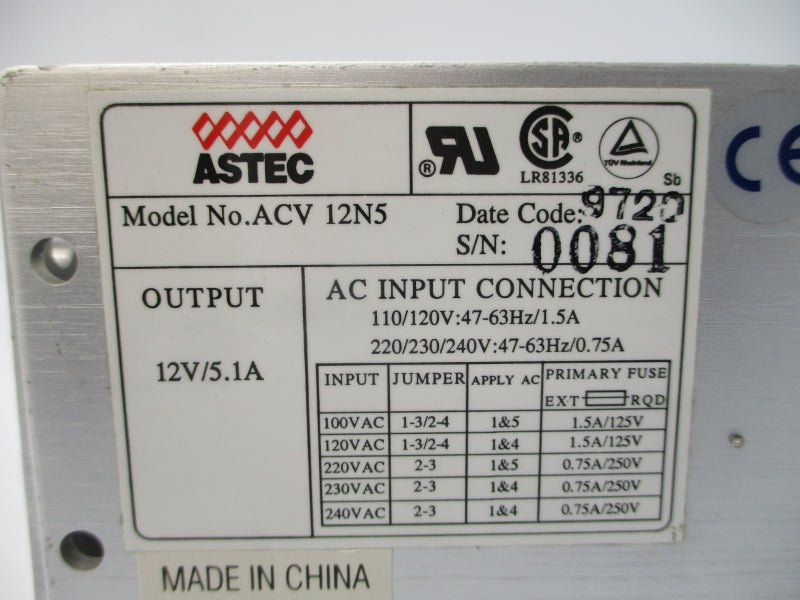 ASTEC
® RU
SA ®
LR81336
TÜV Rheinland
Sb
CE
Model No.ACV 12N5
Date Code: 9720
S/N: 0081
OUTPUT
12V/5.1A
AC INPUT CONNECTION
110/120V:47-63Hz/1.5A
220/230/240V:47-63Hz/0.75A
INPUT JUMPER APPLY AC PRIMARY FUSE
EXT RQD
100VAC 1-3/2-4 1&5 1.5A/125V
120VAC 1-3/2-4 1&4 1.5A/125V
220VAC 2-3 1&5 0.75A/250V
230VAC 2-3 1&4 0.75A/250V
240VAC 2-3 1&4 0.75A/250V
MADE IN CHINA